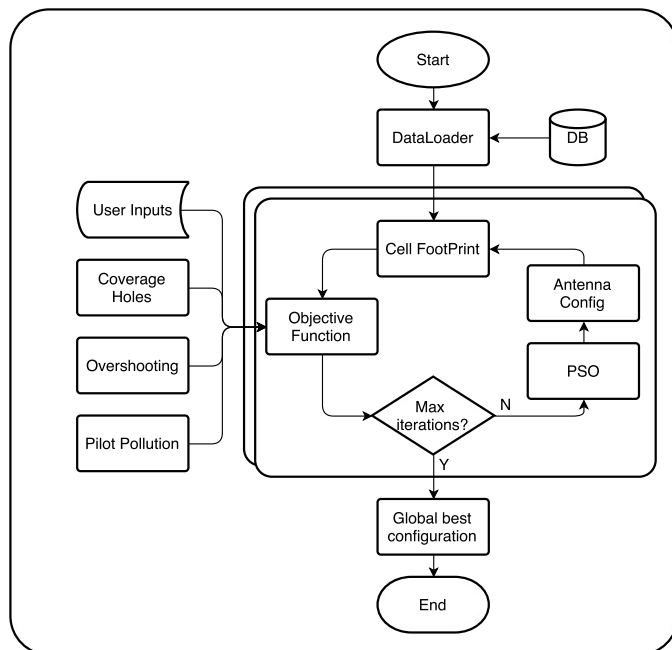 Start
DataLoader
DB
User Inputs
Cell FootPrint
Coverage
Holes
Antenna
Config
Objective
Function
Overshooting
PSO
Max
iterations?
N
Pilot Pollution
Y
Global best
configuration
End